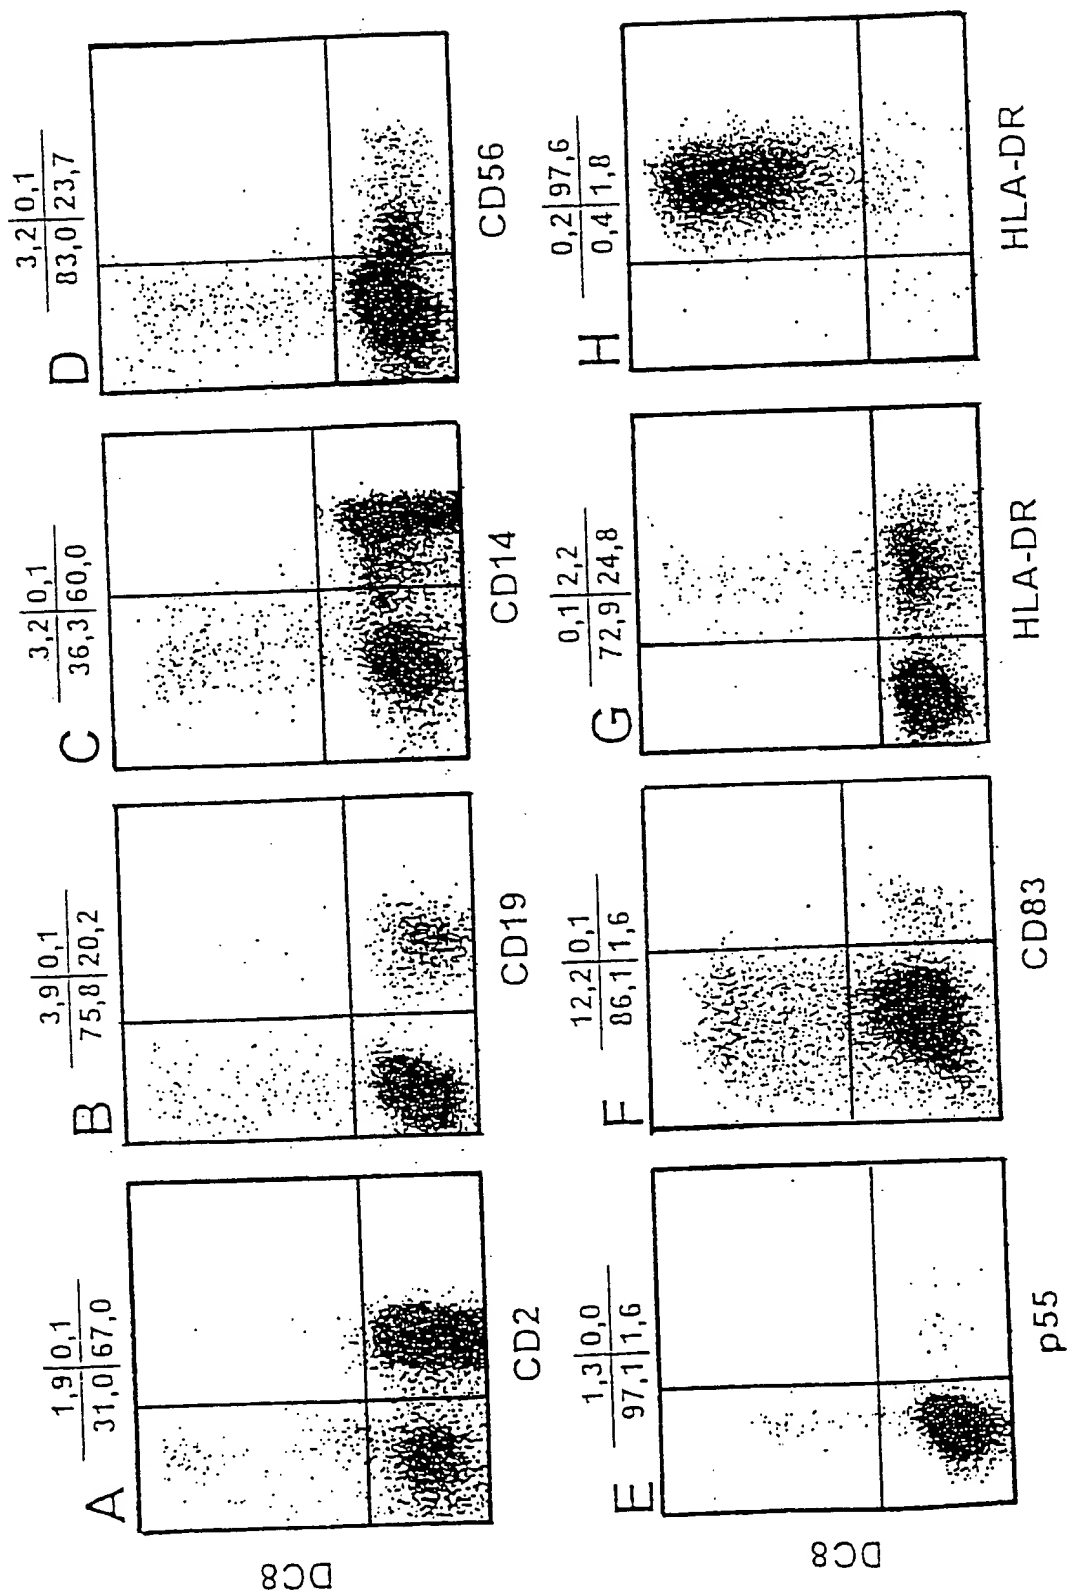 A
1,9 0,1
31,0 67,0
B
3,9 0,1
75,8 20,2
C
3,2 0,1
36,3 60,0
D
3,2 0,1
83,0 23,7
DC8
CD2
CD19
CD14
CD56
E
1,3 0,0
97,1 1,6
F
12,2 0,1
86,1 1,6
G
0,1 2,2
72,9 24,8
H
0,2 97,6
0,4 1,8
DC8
p55
CD83
HLA-DR
HLA-DR